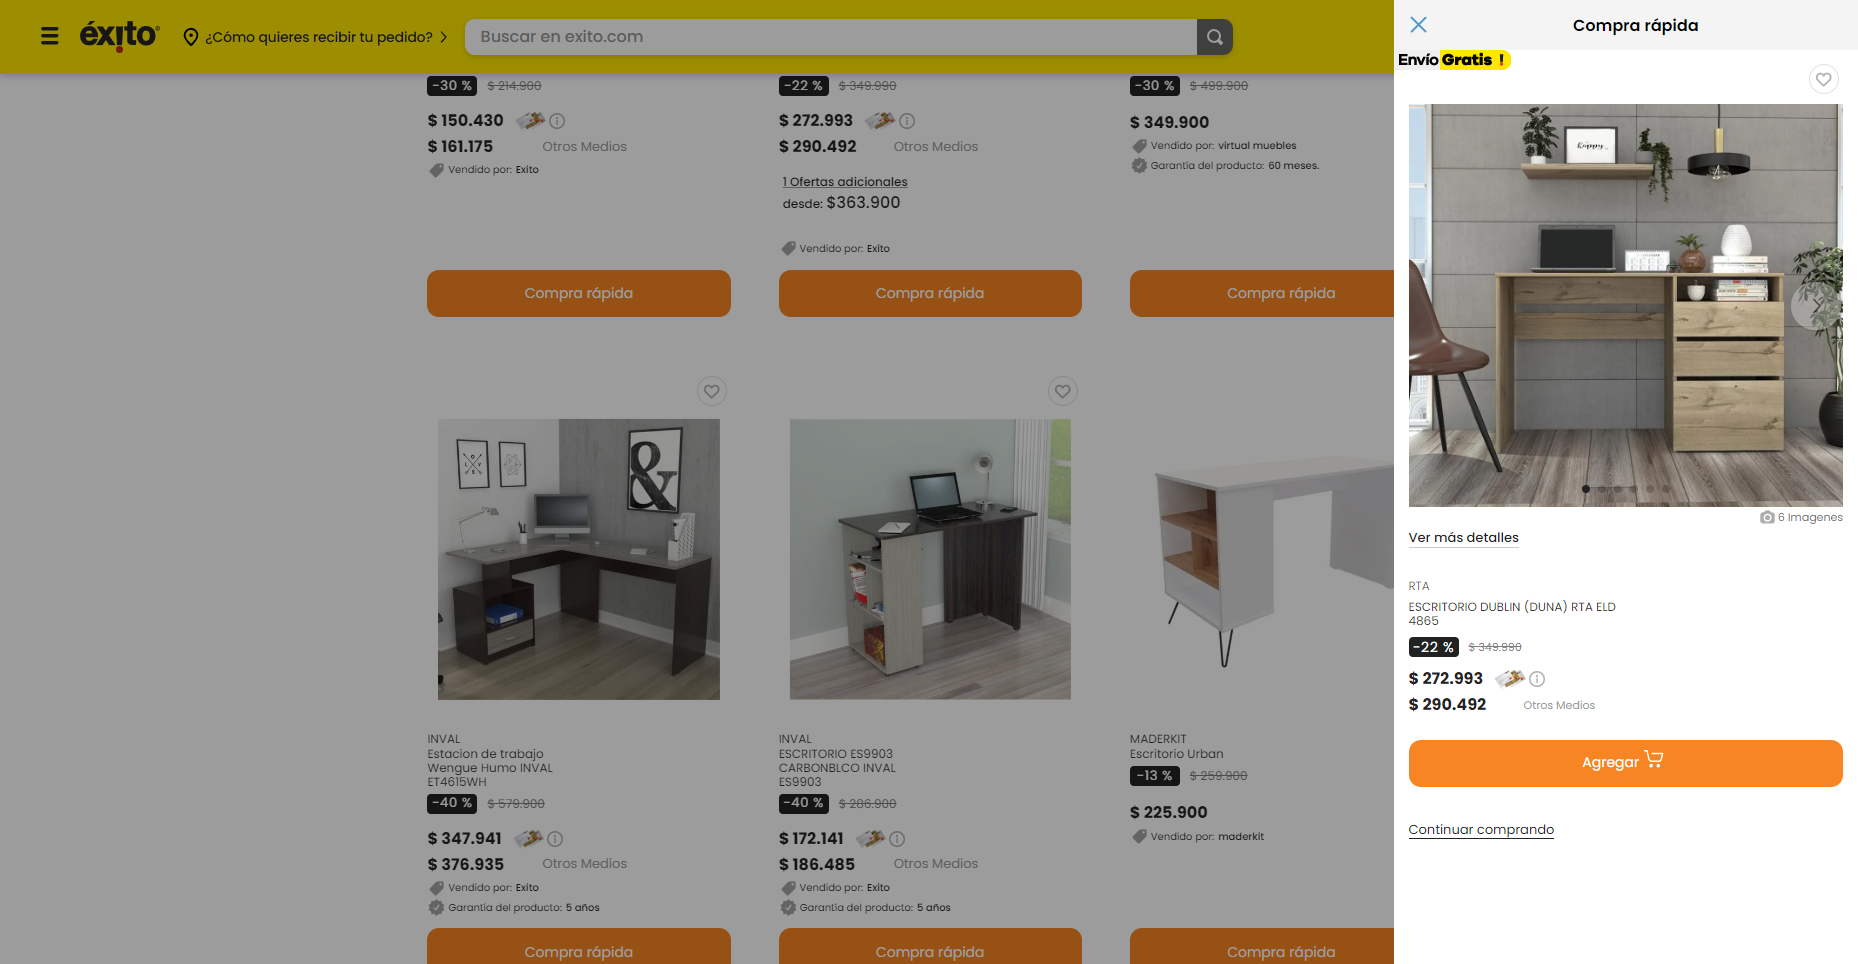 éxito
¿Cómo quieres recibir tu pedido?
Buscar en exito.com
-30 % $ 214.900
$ 150.430
$ 161.175 Otros Medios
Vendido por: Exito
Compra rápida
-22 % $ 349.990
$ 272.993
$ 290.492 Otros Medios
1 Ofertas adicionales
desde: $363.900
Vendido por: Exito
Compra rápida
-30 % $ 499.900
$ 349.900
Vendido por: virtual muebles
Garantía del producto: 60 meses.
Compra rápida
LOVE
&
INVAL
Estacion de trabajo
Wengue Humo INVAL
ET4615WH
-40 % $ 579.900
$ 347.941
$ 376.935 Otros Medios
Vendido por: Exito
Garantía del producto: 5 años
Compra rápida
INVAL
ESCRITORIO ES9903
CARBONBLCO INVAL
ES9903
-40 % $ 286.900
$ 172.141
$ 186.485 Otros Medios
Vendido por: Exito
Garantía del producto: 5 años
Compra rápida
MADERKIT
Escritorio Urban
-13 % $ 259.900
$ 225.900
Vendido por: maderkit
Compra rápida
Compra rápida
Envío Gratis !
happy
6 Imagenes
Ver más detalles
RTA
ESCRITORIO DUBLIN (DUNA) RTA ELD
4865
-22 % $ 349.990
$ 272.993
$ 290.492 Otros Medios
Agregar
Continuar comprando